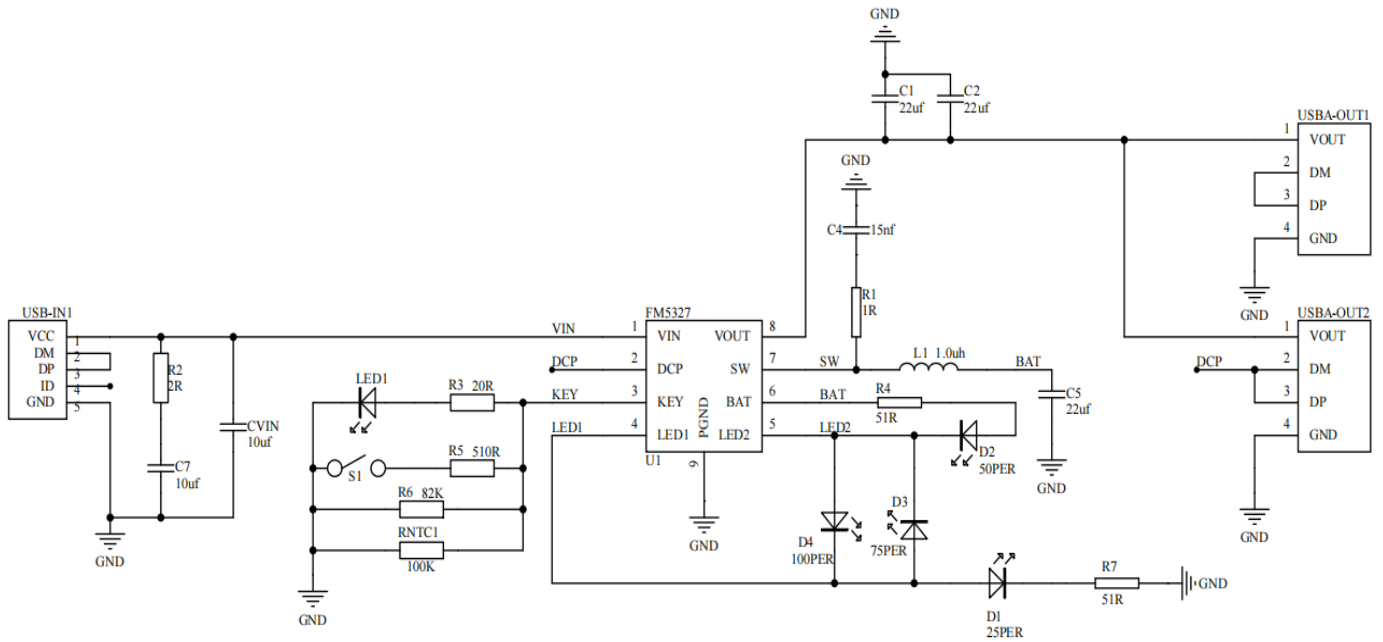 GND
C1
22uf
C2
22uf
USBA-OUT1
1
VOUT
2
DM
3
DP
4
GND
GND
GND
C4
15nf
R1
1R
USB-IN1
VCC
1
DM
2
DP
3
ID
4
GND
5
R2
2R
CVIN
10uf
C7
10uf
GND
VIN
DCP
KEY
LED1
LED1
R3 20R
S1
R5 510R
R6 82K
RNTC1
100K
GND
FM5327
1
VIN
2
DCP
3
KEY
4
LED1
8
VOUT
7
SW
6
BAT
5
LED2
PGND
9
U1
GND
SW
L1 1.0uh
BAT
BAT
R4
51R
LED2
C5
22uf
GND
D2
50PER
D3
75PER
D4
100PER
D1
25PER
R7
51R
GND
USBA-OUT2
1
VOUT
DCP
2
DM
3
DP
4
GND
GND